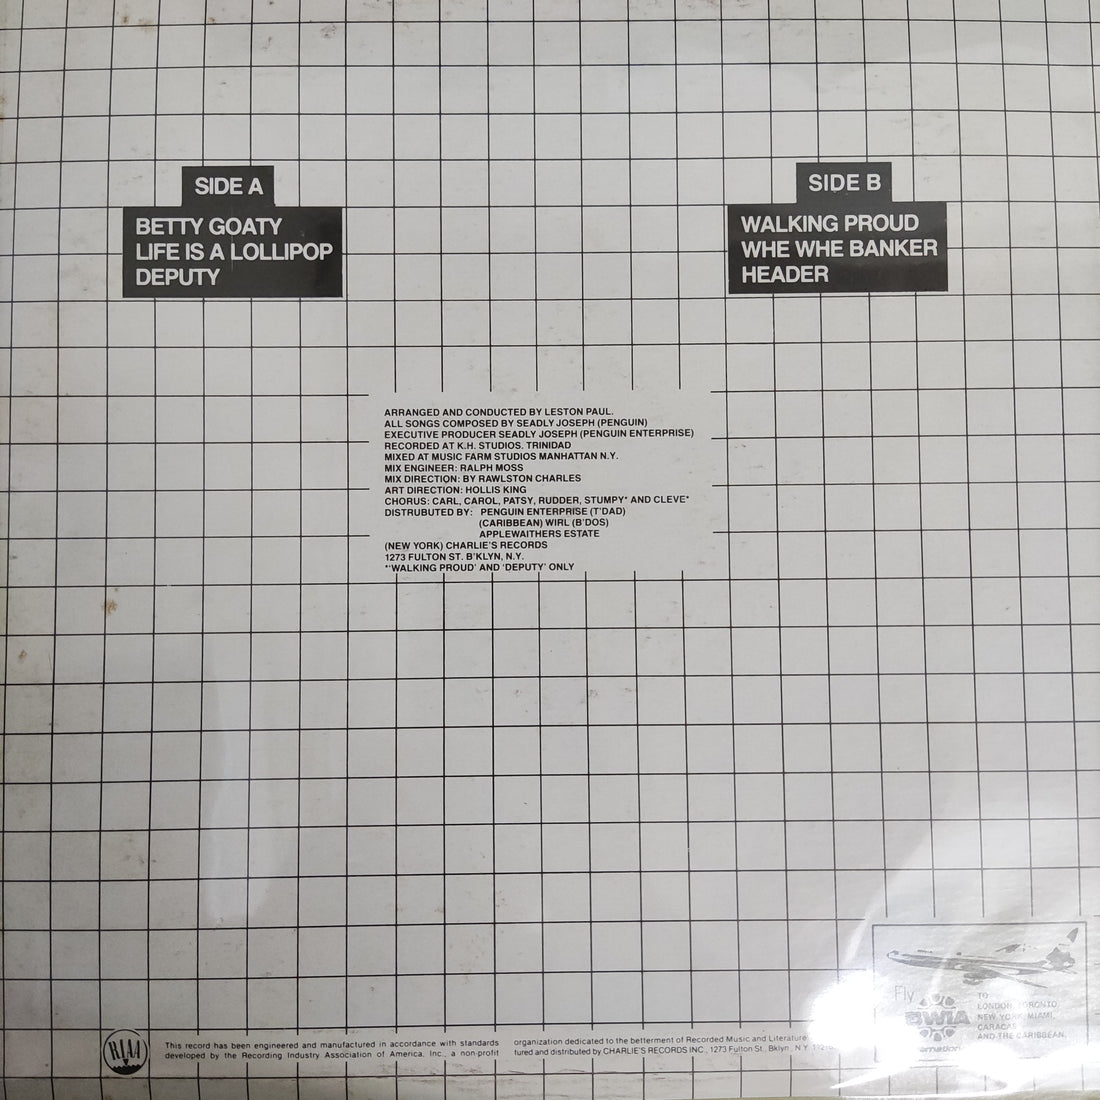 SIDE A
BETTY GOATY
LIFE IS A LOLLIPOP
DEPUTY
SIDE B
WALKING PROUD
WHE WHE BANKER
HEADER
ARRANGED AND CONDUCTED BY LESTON PAUL.
ALL SONGS COMPOSED BY SEADLY JOSEPH (PENGUIN)
EXECUTIVE PRODUCER SEADLY JOSEPH (PENGUIN ENTERPRISE)
RECORDED AT K.H. STUDIOS. TRINIDAD
MIXED AT MUSIC FARM STUDIOS MANHATTAN N.Y.
MIX ENGINEER: RALPH MOSS
MIX DIRECTION: BY RAWLSTON CHARLES
ART DIRECTION: HOLLIS KING
CHORUS: CARL, CAROL, PATSY, RUDDER, STUMPY* AND CLEVE*
DISTRUBUTED BY: PENGUIN ENTERPRISE (T'DAD)
(CARIBBEAN) WIRL (B'DOS)
APPLEWAITHERS ESTATE
(NEW YORK) CHARLIE'S RECORDS
1273 FULTON ST. B'KLYN, N.Y.
*'WALKING PROUD' AND 'DEPUTY' ONLY
RIAA
This record has been engineered and manufactured in accordance with standards
developed by the Recording Industry Association of America, Inc., a non-profit
organization dedicated to the betterment of Recorded Music and Literature
tured and distributed by CHARLIE'S RECORDS INC., 1273 Fulton St., Bklyn., N.Y.
Fly
BWIA
International
TO
LONDON, TORONTO,
NEW YORK, MIAMI,
CARACAS
AND THE CARIBBEAN.